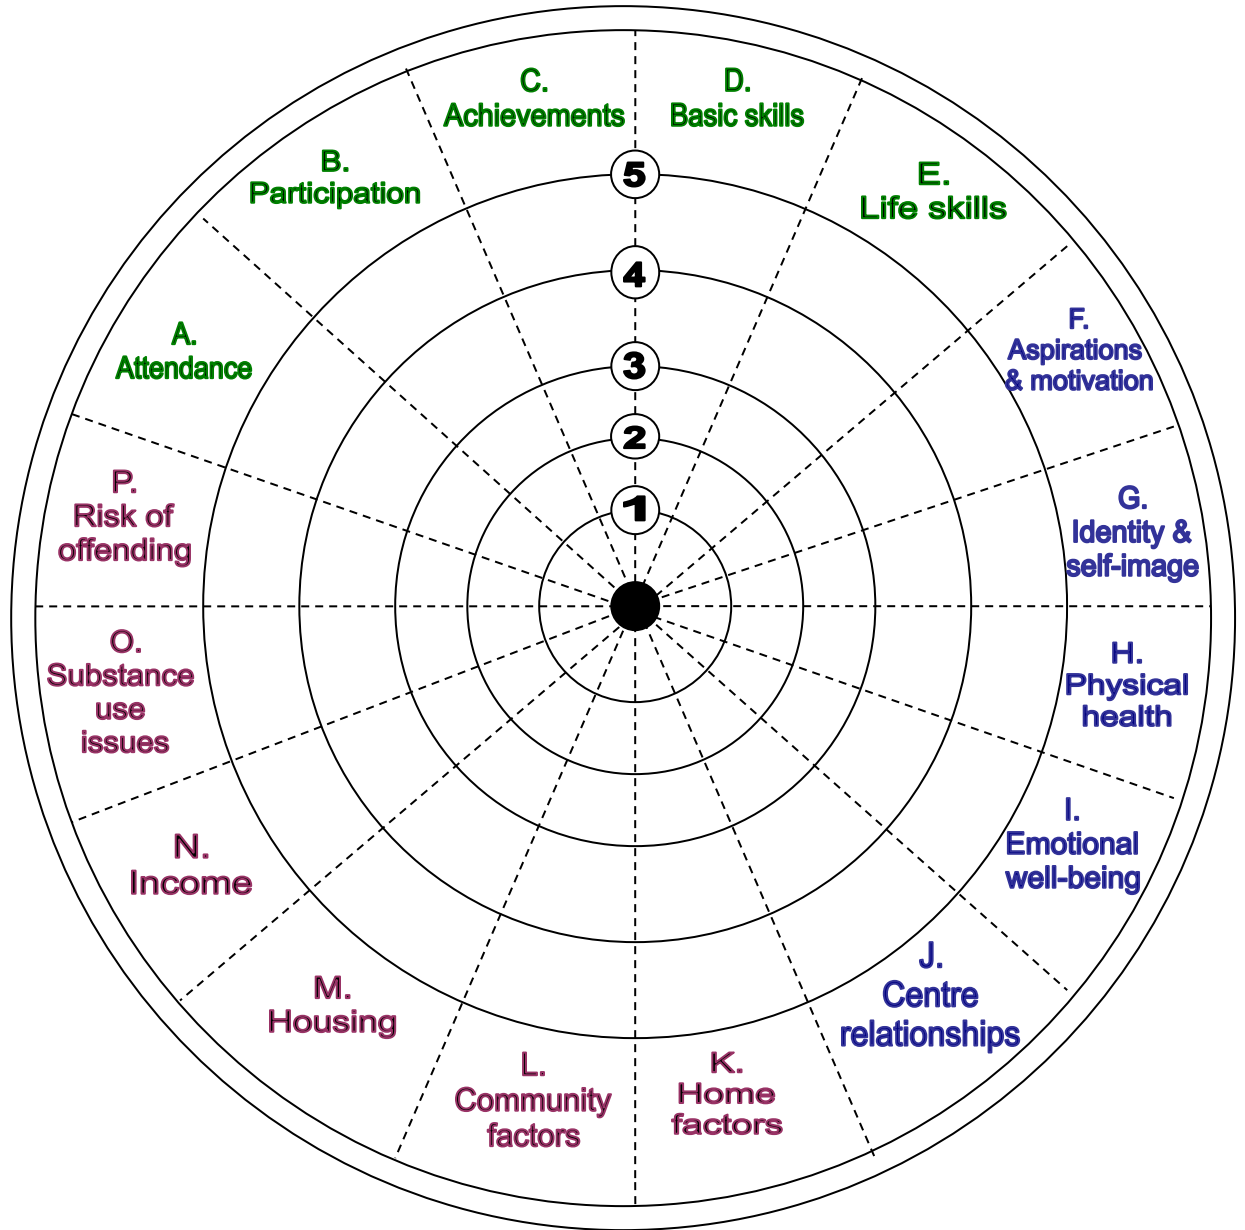 C.
Achievements
D.
Basic skills
B.
Participation
5
E.
Life skills
4
A.
Attendance
F.
Aspirations
& motivation
3
2
P.
Risk of
offending
1
G.
Identity &
self-image
O.
Substance
use
issues
H.
Physical
health
N.
Income
I.
Emotional
well-being
M.
Housing
J.
Centre
relationships
L.
Community
factors
K.
Home
factors